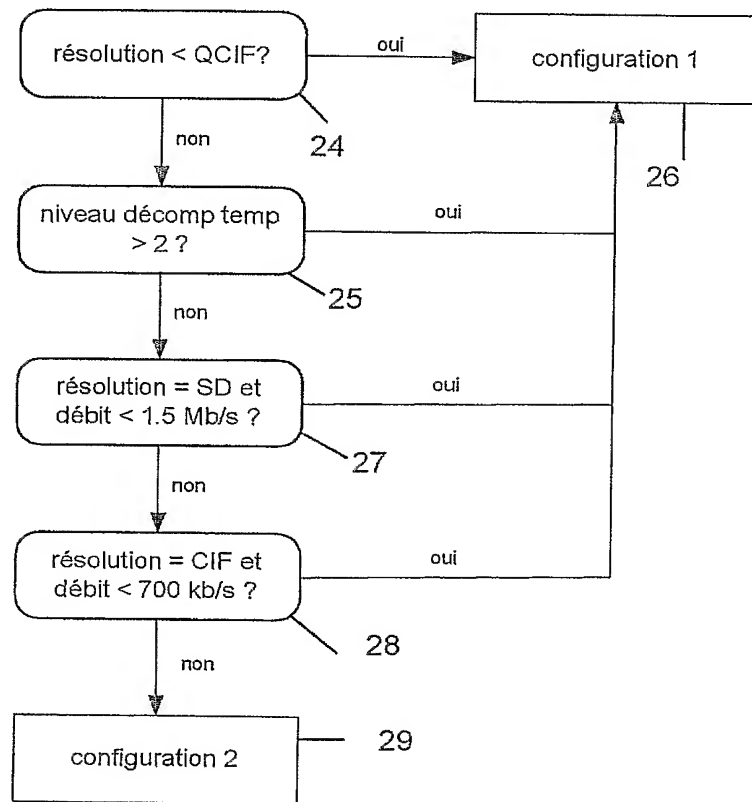 résolution < QCIF?
oui
configuration 1
24
26
non
niveau décomp temp
> 2 ?
oui
25
non
résolution = SD et
débit < 1.5 Mb/s ?
oui
27
non
résolution = CIF et
débit < 700 kb/s ?
oui
28
non
configuration 2
29